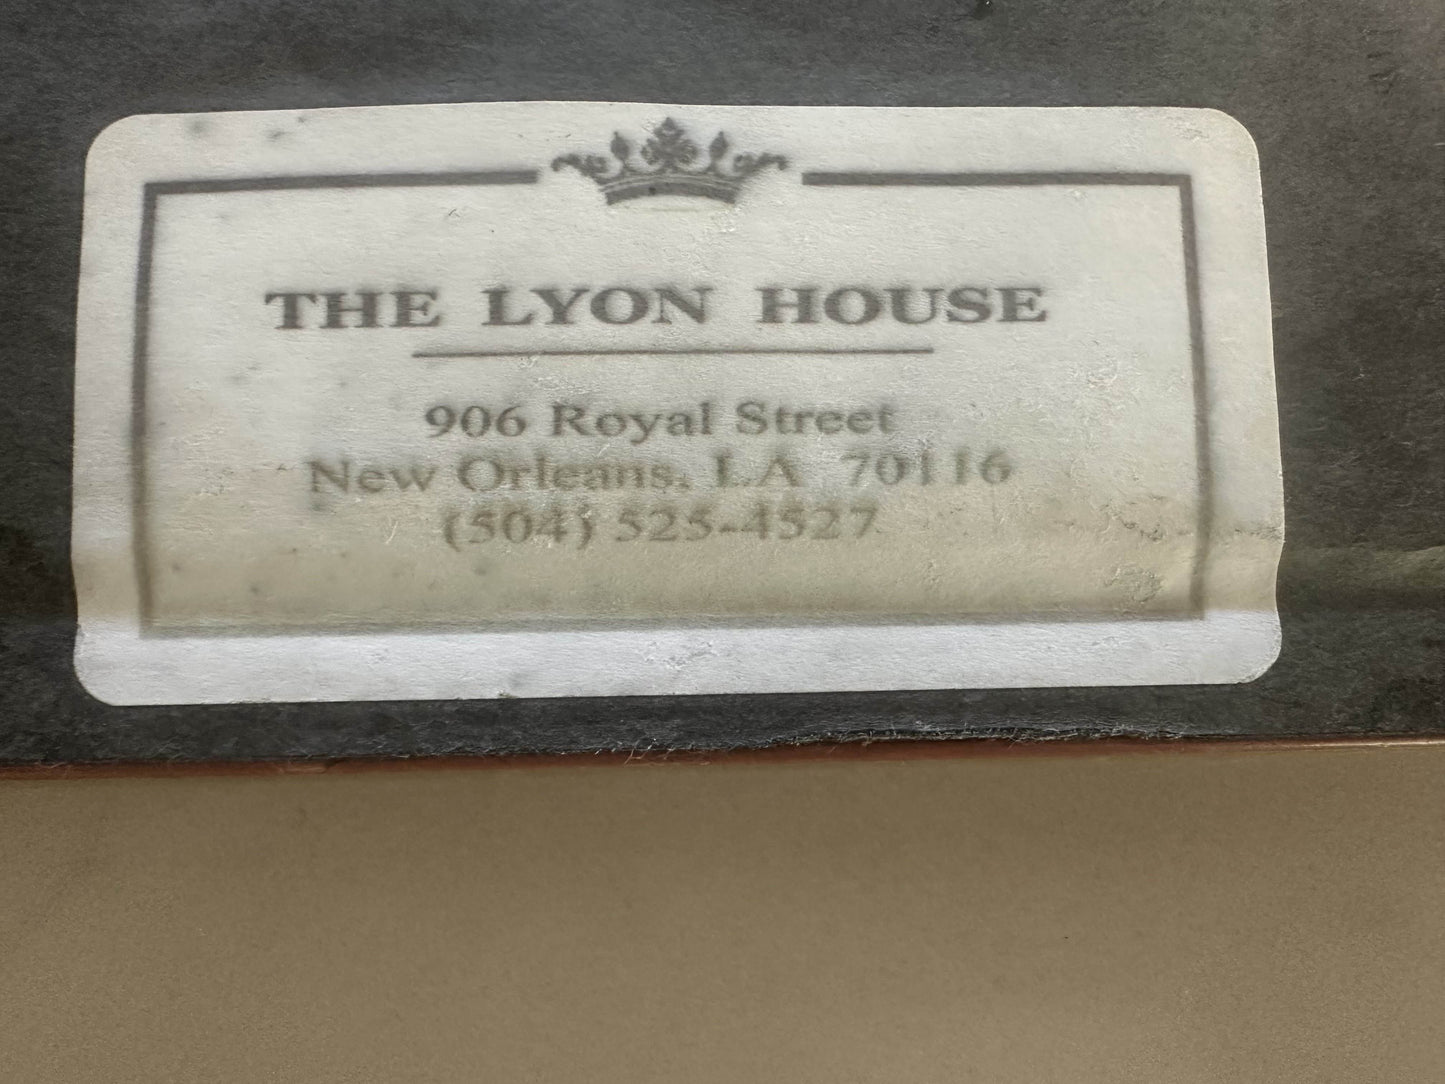 THE LYON HOUSE
906 Royal Street
New Orleans, LA 70116
(504) 525-4527